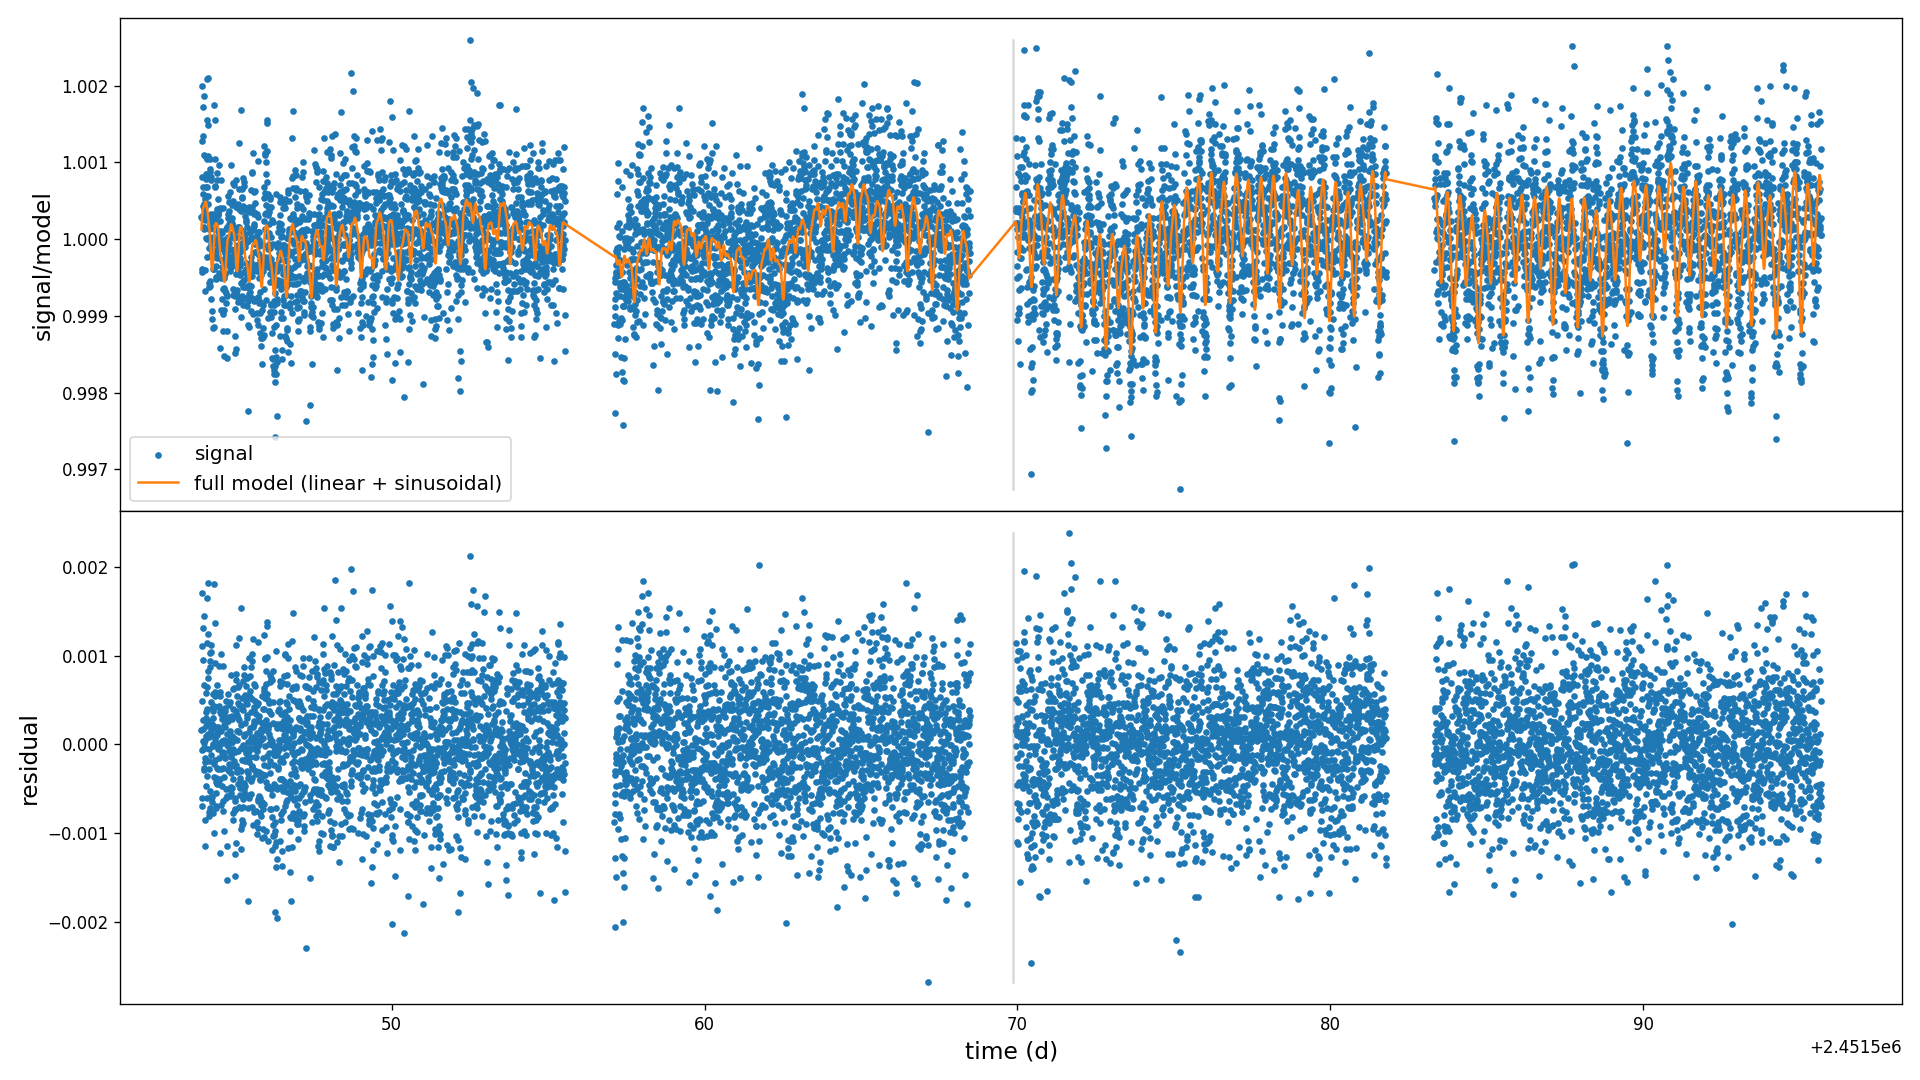 signal/model
1.002
1.001
1.000
0.999
0.998
0.997
signal
full model (linear + sinusoidal)
residual
0.002
0.001
0.000
−0.001
−0.002
50
60
70
80
90
time (d)
+2.4515e6